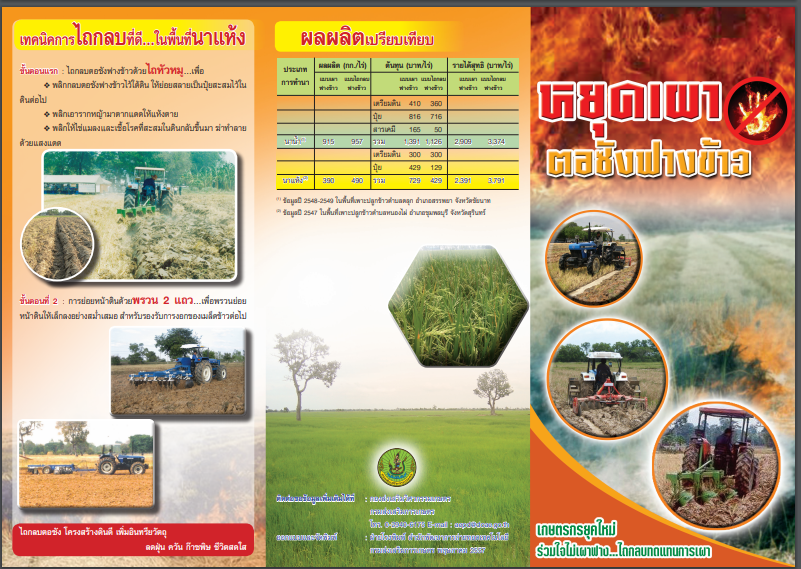 เทคนิคการไถกลบที่ดี...ในพื้นที่นาแห้ง
ขั้นตอนแรก : ไถกลบตอซังฟางข้าวด้วยไถหัวหมู...เพื่อ
❖ พลิกกลบตอซังฟางข้าวไว้ใต้ดิน ให้ย่อยสลายเป็นปุ๋ยสะสมไว้ใน
ดินต่อไป
❖ พลิกเอารากหญ้ามาตากแดดให้แห้งตาย
❖ พลิกให้ไข่แมลงและเชื้อโรคที่สะสมในดินกลับขึ้นมา ฆ่าทำลาย
ด้วยแสงแดด
ขั้นตอนที่ 2 : การย่อยหน้าดินด้วยพรวน 2 แถว...เพื่อพรวนย่อย
หน้าดินให้เล็กลงอย่างสม่ำเสมอ สำหรับรองรับการงอกของเมล็ดข้าวต่อไป
ไถกลบตอซัง โครงสร้างดินดี เพิ่มอินทรียวัตถุ
ลดฝุ่น ควัน ก๊าซพิษ ชีวิตสดใส
ผลผลิตเปรียบเทียบ
ประเภทการทำนา ผลผลิต (กก./ไร่) ต้นทุน (บาท/ไร่) รายได้สุทธิ (บาท/ไร่)
แบบเผาฟางข้าว แบบไถกลบฟางข้าว แบบเผาฟางข้าว แบบไถกลบฟางข้าว แบบเผาฟางข้าว แบบไถกลบฟางข้าว
เตรียมดิน 410 360
ปุ๋ย 816 716
สารเคมี 165 50
นาน้ำ(1) 915 957 รวม 1,391 1,126 2,909 3,374
เตรียมดิน 300 300
ปุ๋ย 429 129
นาแห้ง(2) 390 490 รวม 729 429 2,391 3,791
(1) ข้อมูลปี 2548-2549 ในพื้นที่เพาะปลูกข้าวตำบลตลุก อำเภอสรรพยา จังหวัดชัยนาท
(2) ข้อมูลปี 2547 ในพื้นที่เพาะปลูกข้าวตำบลหนองไผ่ อำเภอชุมพลบุรี จังหวัดสุรินทร์
ติดต่อขอข้อมูลเพิ่มเติมได้ที่ :
กรมส่งเสริมการเกษตร
หยุดเผา
ตอซังฟางข้าว
เกษตรกรยุคใหม่
ร่วมใจไม่เผาฟาง...ไถกลบทดแทนการเผา